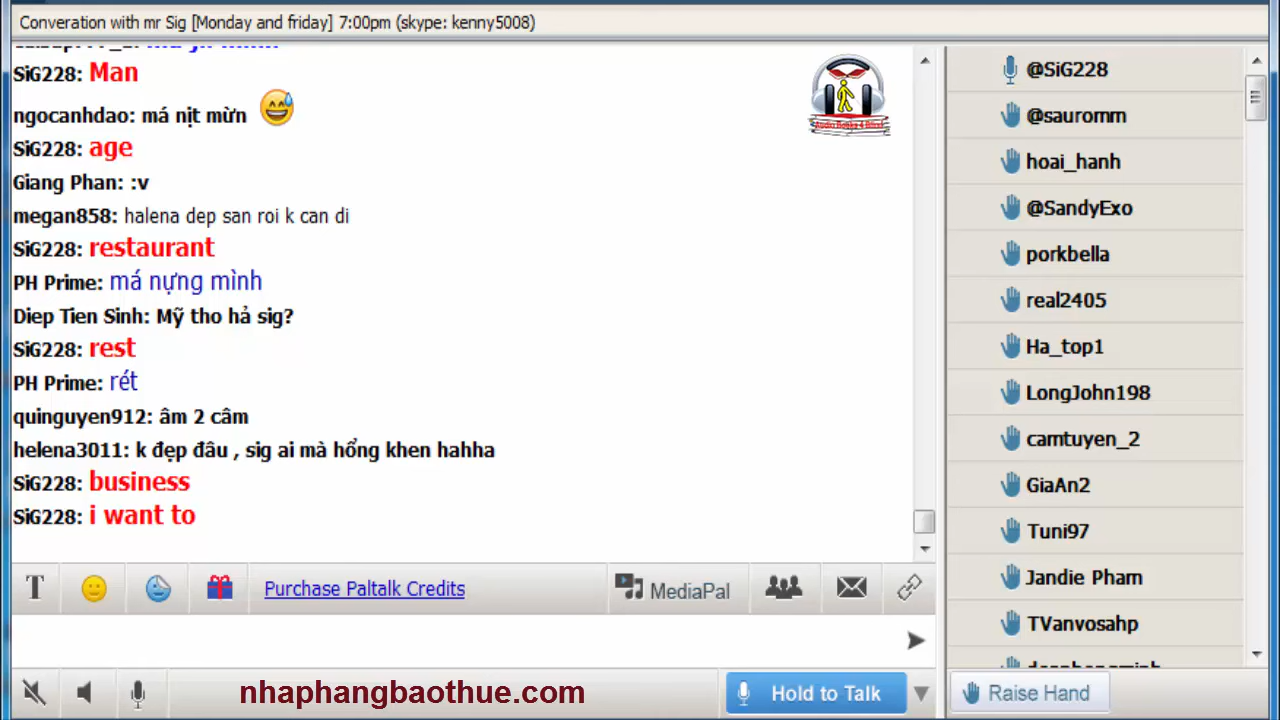 Converation with mr Sig [Monday and friday] 7:00pm (skype: kenny5008)
SiG228: Man
ngocanhdao: má nịt mừn
SiG228: age
Giang Phan: :v
megan858: halena dep san roi k can di
SiG228: restaurant
PH Prime: má nựng mình
Diep Tien Sinh: Mỹ tho hả sig?
SiG228: rest
PH Prime: rét
quinguyen912: âm 2 câm
helena3011: k đẹp đâu , sig ai mà hổng khen hahha
SiG228: business
SiG228: i want to
Audio Books 4 Blind
T
Purchase Paltalk Credits
MediaPal
nhaphangbaothue.com
Hold to Talk
@SiG228
@sauromm
hoai_hanh
@SandyExo
porkbella
real2405
Ha_top1
LongJohn198
camtuyen_2
GiaAn2
Tuni97
Jandie Pham
TVanvosahp
Raise Hand